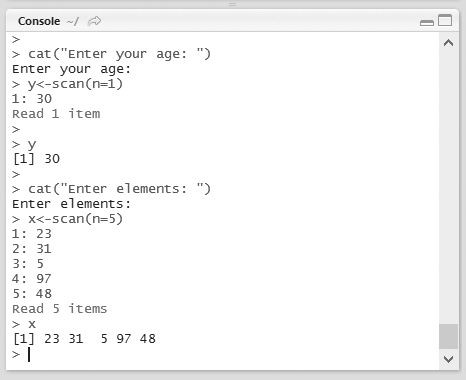 Console ~/
>
> cat("Enter your age: ")
Enter your age:
> y<-scan(n=1)
1: 30
Read 1 item
>
> y
[1] 30
>
> cat("Enter elements: ")
Enter elements:
> x<-scan(n=5)
1: 23
2: 31
3: 5
4: 97
5: 48
Read 5 items
> x
[1] 23 31  5 97 48
>